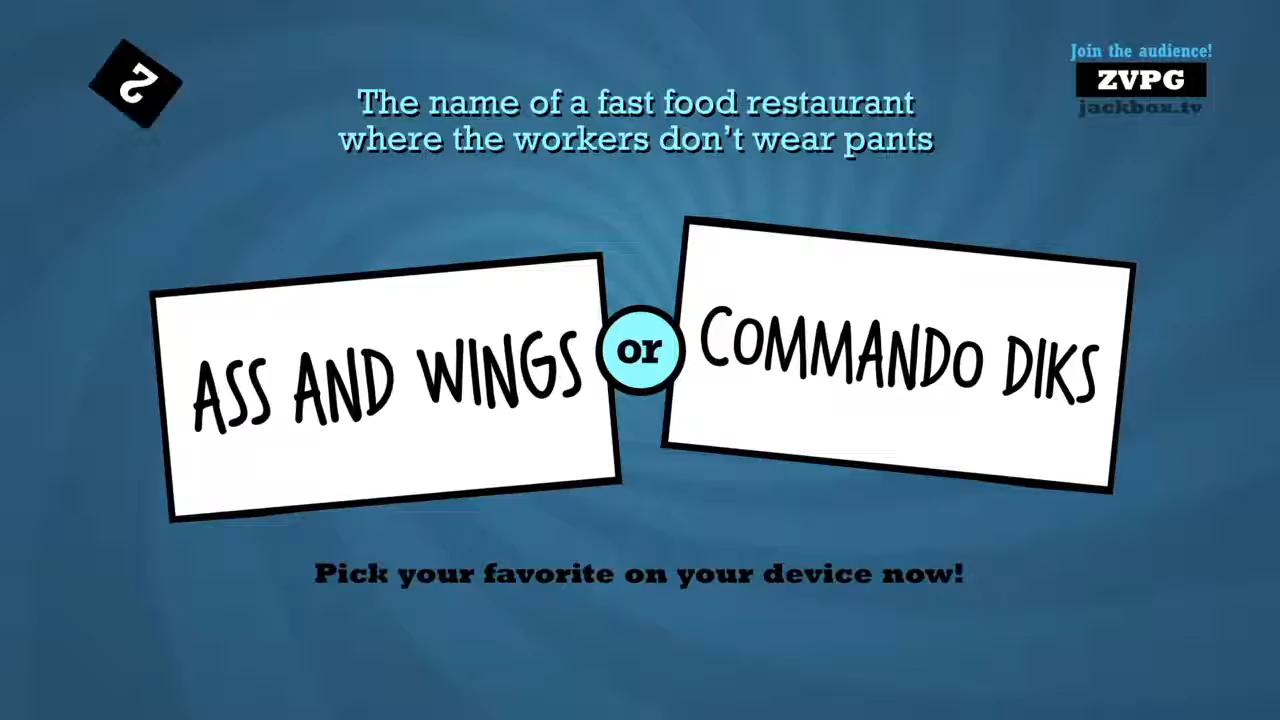 2
Join the audience!
ZVPG
jackbox.tv
The name of a fast food restaurant
where the workers don't wear pants
ASS AND WINGS
or
COMMANDO DIKS
Pick your favorite on your device now!